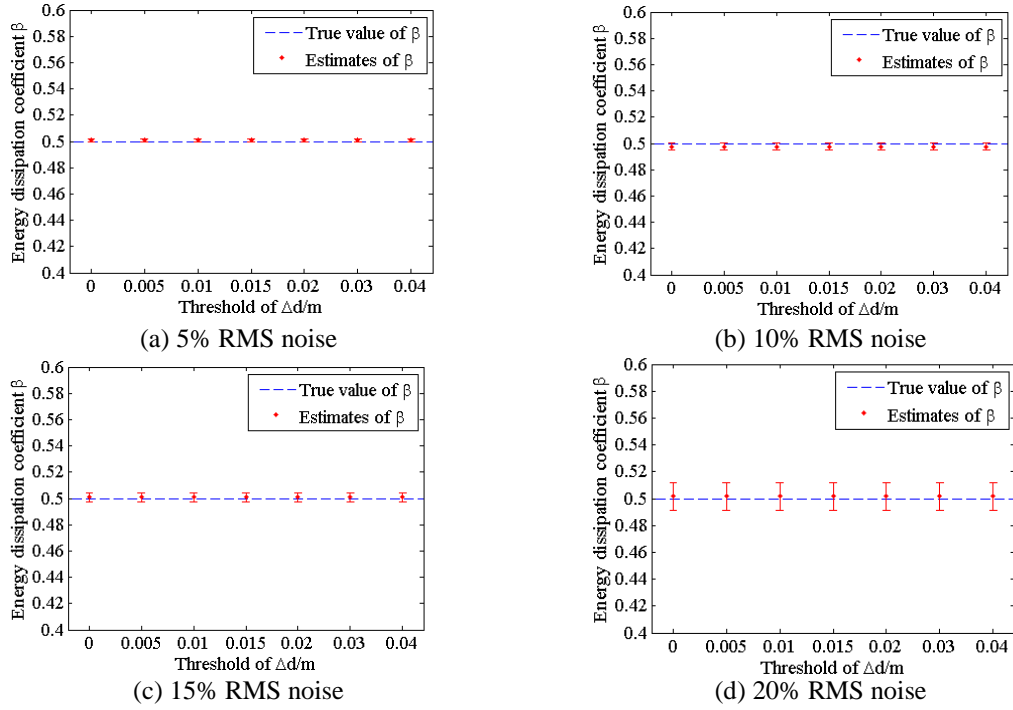 0.6
0.58
0.56
0.54
0.52
0.5
0.48
0.46
0.44
0.42
0.4
Energy dissipation coefficient β
True value of β
Estimates of β
0 0.005 0.01 0.015 0.02 0.03 0.04
Threshold of Δd/m
(a) 5% RMS noise
0.6
0.58
0.56
0.54
0.52
0.5
0.48
0.46
0.44
0.42
0.4
Energy dissipation coefficient β
True value of β
Estimates of β
0 0.005 0.01 0.015 0.02 0.03 0.04
Threshold of Δd/m
(b) 10% RMS noise
0.6
0.58
0.56
0.54
0.52
0.5
0.48
0.46
0.44
0.42
0.4
Energy dissipation coefficient β
True value of β
Estimates of β
0 0.005 0.01 0.015 0.02 0.03 0.04
Threshold of Δd/m
(c) 15% RMS noise
0.6
0.58
0.56
0.54
0.52
0.5
0.48
0.46
0.44
0.42
0.4
Energy dissipation coefficient β
True value of β
Estimates of β
0 0.005 0.01 0.015 0.02 0.03 0.04
Threshold of Δd/m
(d) 20% RMS noise